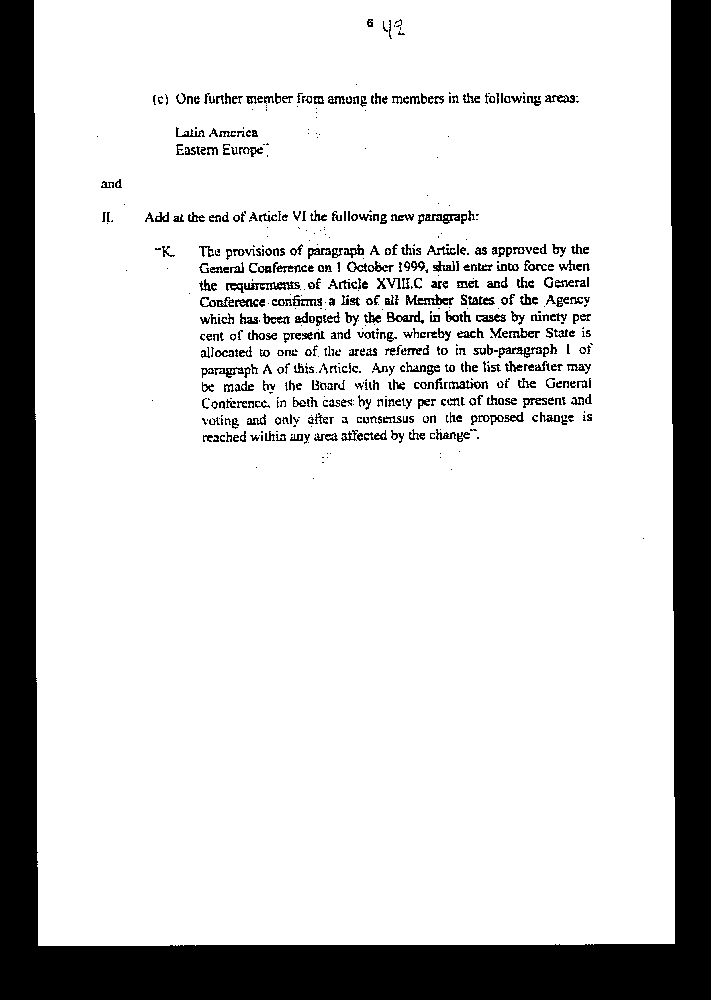 6 42
(c) One further member from among the members in the following areas:
Latin America
Eastern Europe”
and
II. Add at the end of Article VI the following new paragraph:
“K. The provisions of paragraph A of this Article, as approved by the
General Conference on 1 October 1999, shall enter into force when
the requirements of Article XVIII.C are met and the General
Conference confirms a list of all Member States of the Agency
which has been adopted by the Board, in both cases by ninety per
cent of those present and voting, whereby each Member State is
allocated to one of the areas referred to in sub-paragraph 1 of
paragraph A of this Article. Any change to the list thereafter may
be made by the Board with the confirmation of the General
Conference, in both cases by ninety per cent of those present and
voting and only after a consensus on the proposed change is
reached within any area affected by the change”.